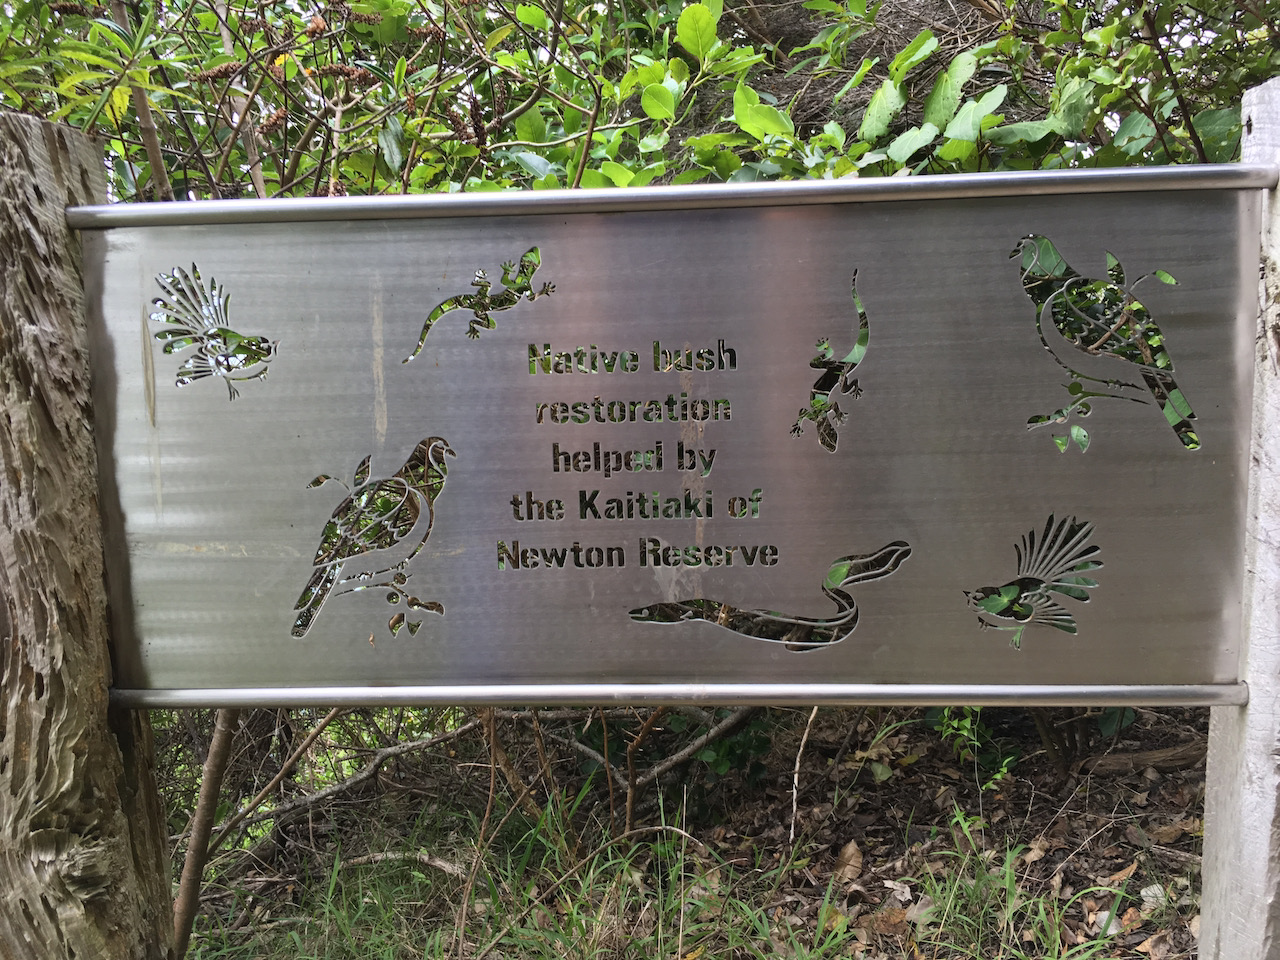 Native bush
restoration
helped by
the Kaitiaki of
Newton Reserve